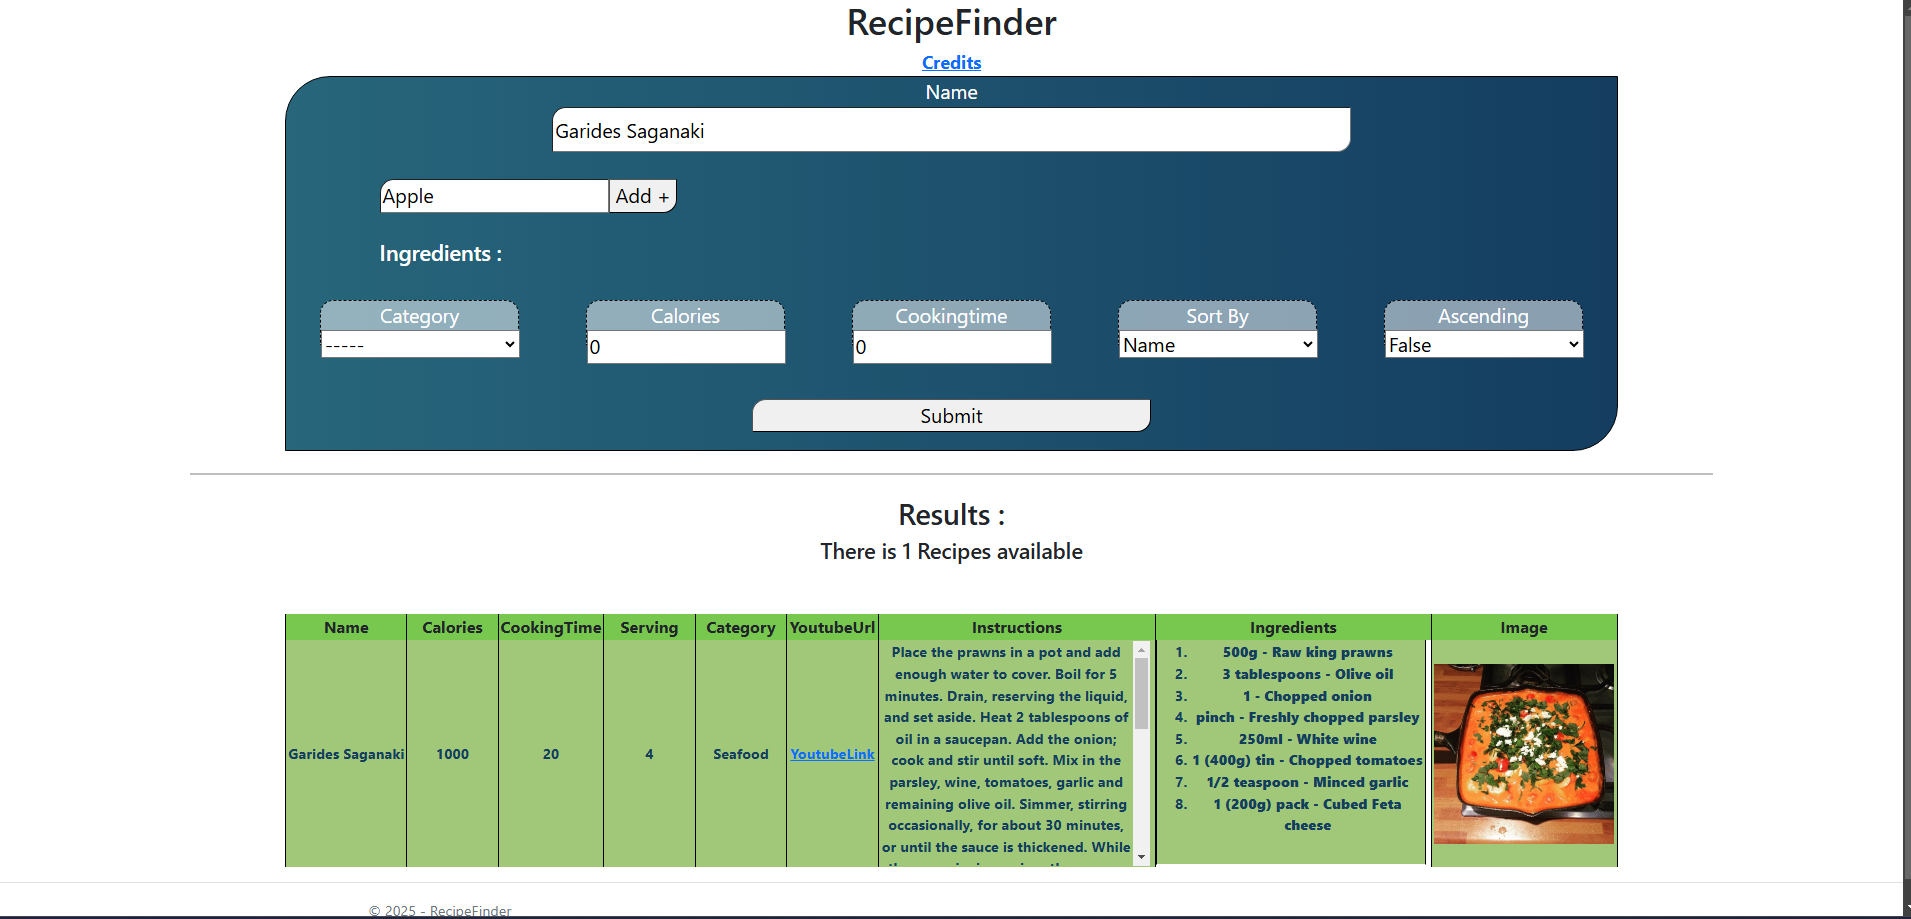 RecipeFinder
Credits
Name
Garides Saganaki
Apple Add +
Ingredients :
Category Calories Cookingtime Sort By Ascending
----- 0 0 Name False
Submit
Results :
There is 1 Recipes available
Name Calories CookingTime Serving Category YoutubeUrl Instructions Ingredients Image
Garides Saganaki 1000 20 4 Seafood YoutubeLink
Place the prawns in a pot and add
enough water to cover. Boil for 5
minutes. Drain, reserving the liquid,
and set aside. Heat 2 tablespoons of
oil in a saucepan. Add the onion;
cook and stir until soft. Mix in the
parsley, wine, tomatoes, garlic and
remaining olive oil. Simmer, stirring
occasionally, for about 30 minutes,
or until the sauce is thickened. While
1. 500g - Raw king prawns
2. 3 tablespoons - Olive oil
3. 1 - Chopped onion
4. pinch - Freshly chopped parsley
5. 250ml - White wine
6. 1 (400g) tin - Chopped tomatoes
7. 1/2 teaspoon - Minced garlic
8. 1 (200g) pack - Cubed Feta
cheese
© 2025 - RecipeFinder